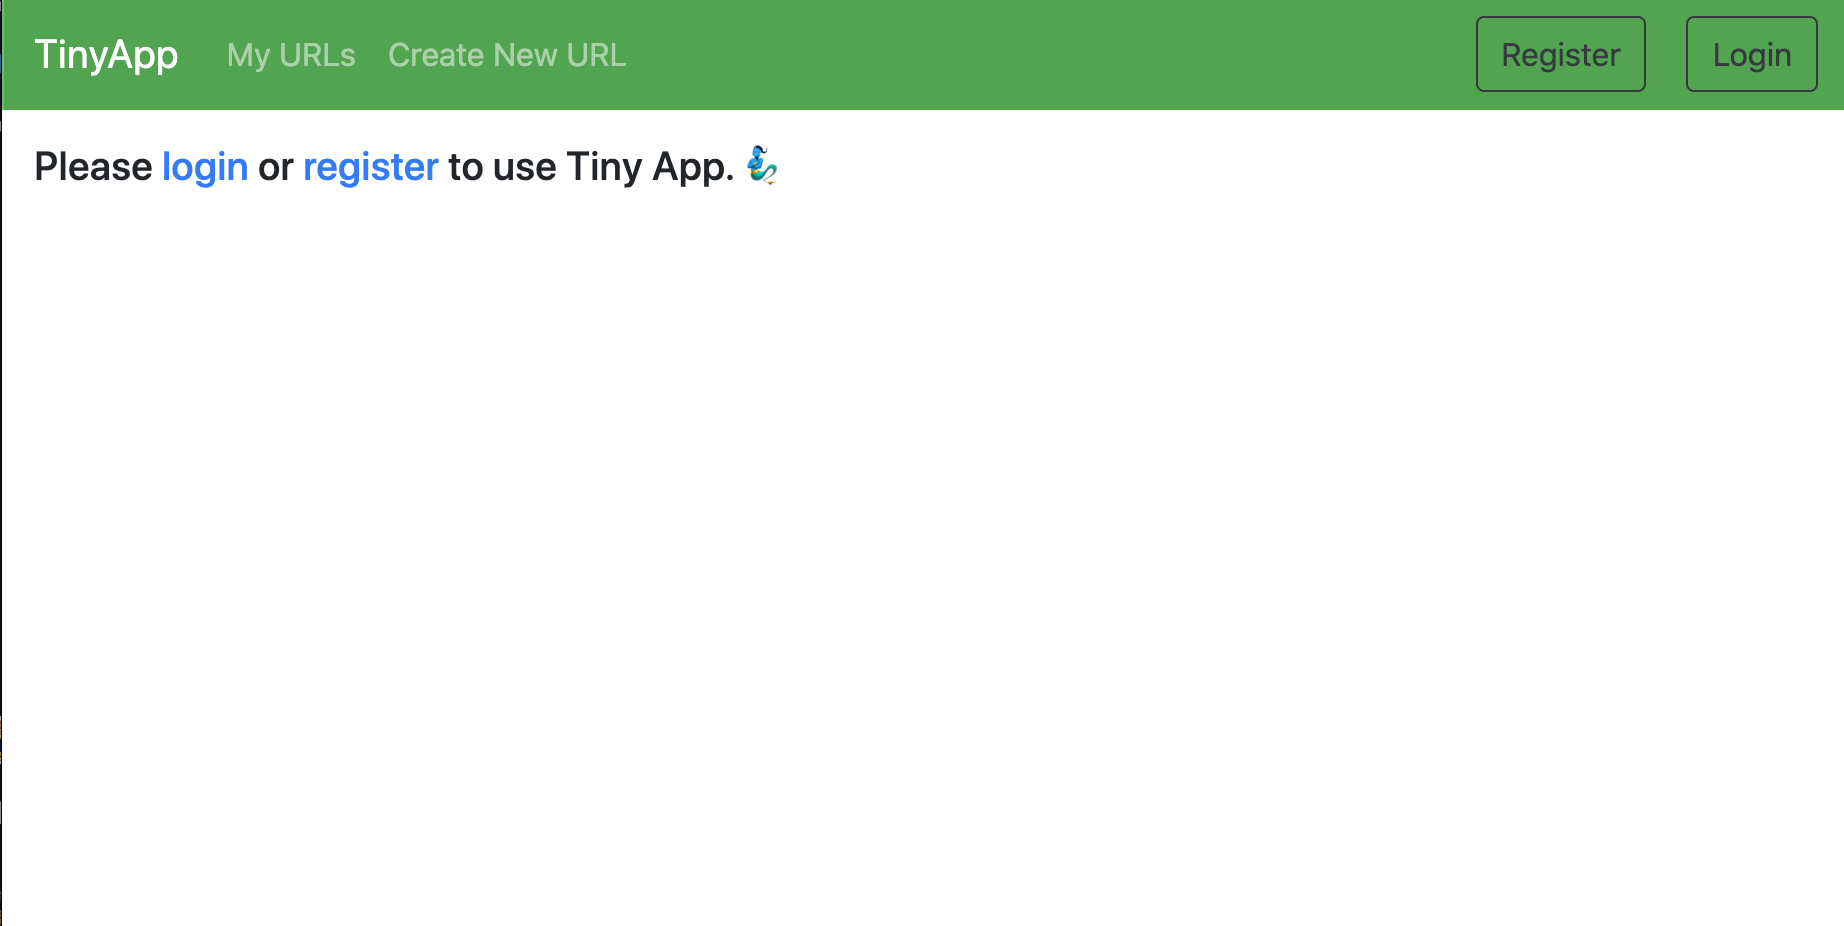 TinyApp My URLs Create New URL Register Login
Please login or register to use Tiny App. 🧞‍♂️